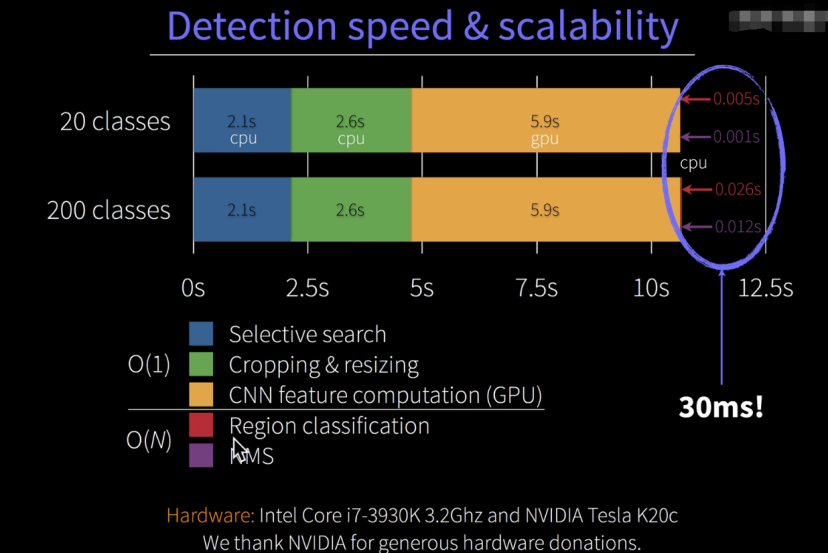 Detection speed & scalability
20 classes
2.1s
cpu
2.6s
cpu
5.9s
gpu
0.005s
0.001s
cpu
200 classes
2.1s
2.6s
5.9s
0.026s
0.012s
0s 2.5s 5s 7.5s 10s 12.5s
O(1)
Selective search
Cropping & resizing
CNN feature computation (GPU)
30ms!
O(N)
Region classification
NMS
Hardware: Intel Core i7-3930K 3.2Ghz and NVIDIA Tesla K20c
We thank NVIDIA for generous hardware donations.